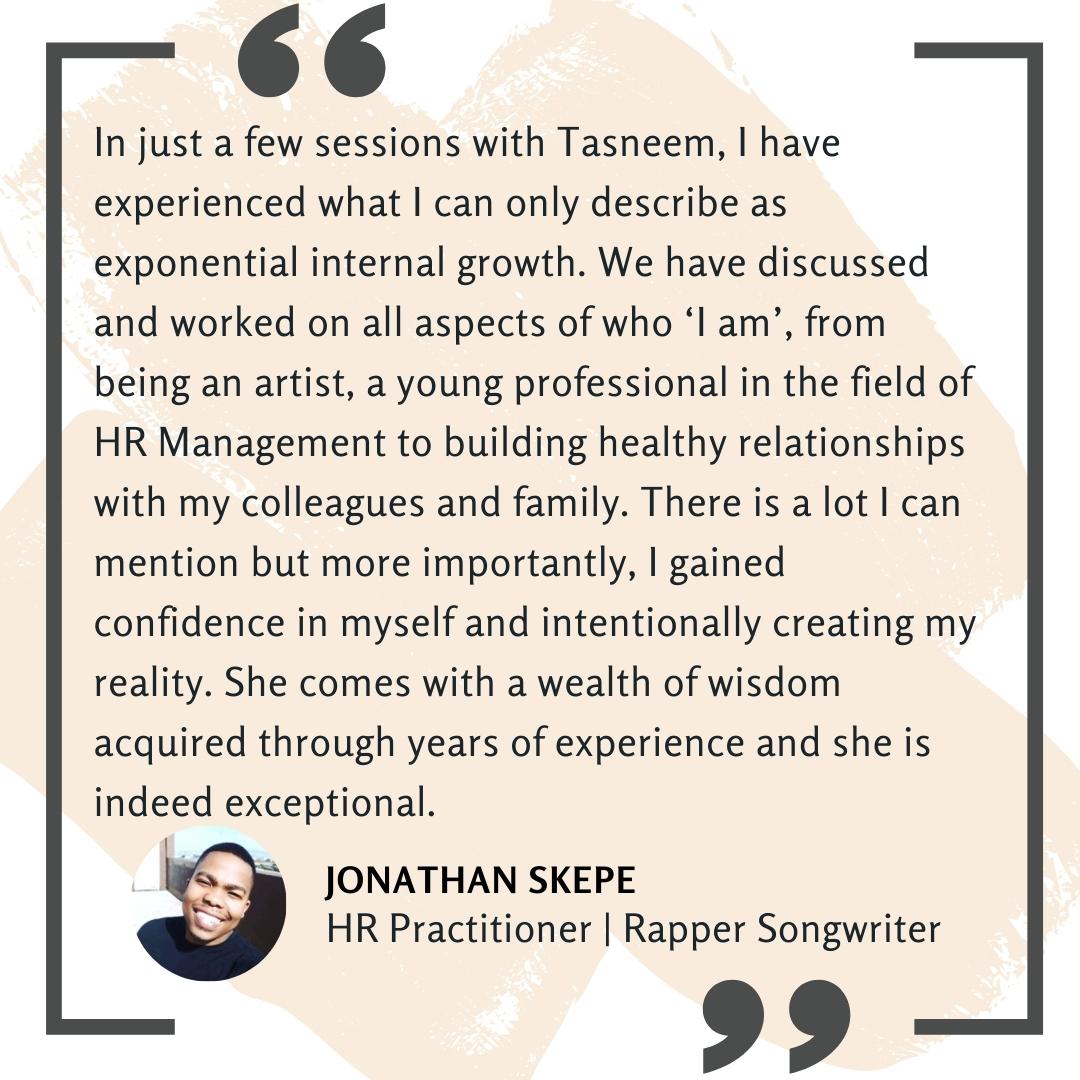 “
In just a few sessions with Tasneem, I have
experienced what I can only describe as
exponential internal growth. We have discussed
and worked on all aspects of who ‘I am’, from
being an artist, a young professional in the field of
HR Management to building healthy relationships
with my colleagues and family. There is a lot I can
mention but more importantly, I gained
confidence in myself and intentionally creating my
reality. She comes with a wealth of wisdom
acquired through years of experience and she is
indeed exceptional.
JONATHAN SKEPE
HR Practitioner | Rapper Songwriter
”